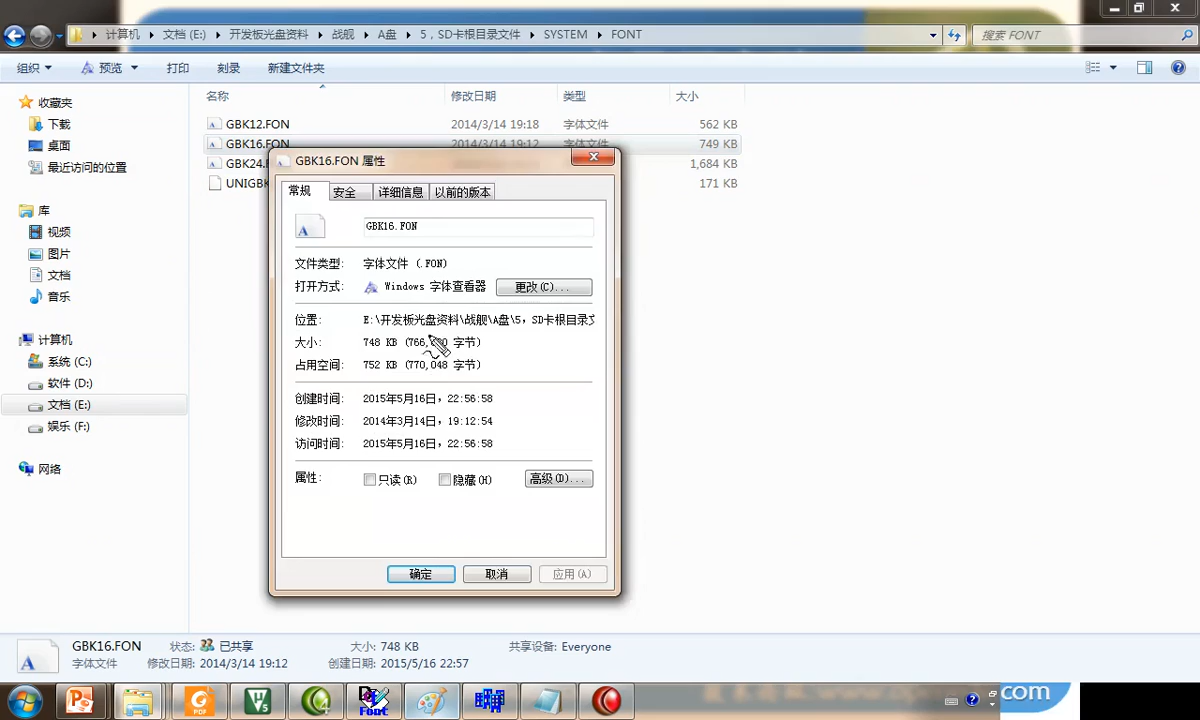 计算机 ▸ 文档 (E:) ▸ 开发板光盘资料 ▸ 战舰 ▸ A盘 ▸ 5，SD卡根目录文件 ▸ SYSTEM ▸ FONT
搜索 FONT
组织 预览 打印 刻录 新建文件夹
名称 修改日期 类型 大小
收藏夹
下载
桌面
最近访问的位置
库
视频
图片
文档
音乐
计算机
系统 (C:)
软件 (D:)
文档 (E:)
娱乐 (F:)
网络
GBK12.FON 2014/3/14 19:18 字体文件 562 KB
GBK16.FON 2014/3/14 19:12 字体文件 749 KB
GBK24.F 1,684 KB
UNIGBK 171 KB
GBK16.FON 属性
常规 安全 详细信息 以前的版本
GBK16.FON
文件类型: 字体文件 (.FON)
打开方式: Windows 字体查看器 更改(C)...
位置: E:\开发板光盘资料\战舰\A盘\5，SD卡根目录文
大小: 748 KB (766, 字节)
占用空间: 752 KB (770,048 字节)
创建时间: 2015年5月16日，22:56:58
修改时间: 2014年3月14日，19:12:54
访问时间: 2015年5月16日，22:56:58
属性: 只读(R) 隐藏(H) 高级(D)...
确定 取消 应用(A)
GBK16.FON 状态: 已共享 大小: 748 KB 共享设备: Everyone
字体文件 修改日期: 2014/3/14 19:12 创建日期: 2015/5/16 22:57
PDF
Font
com